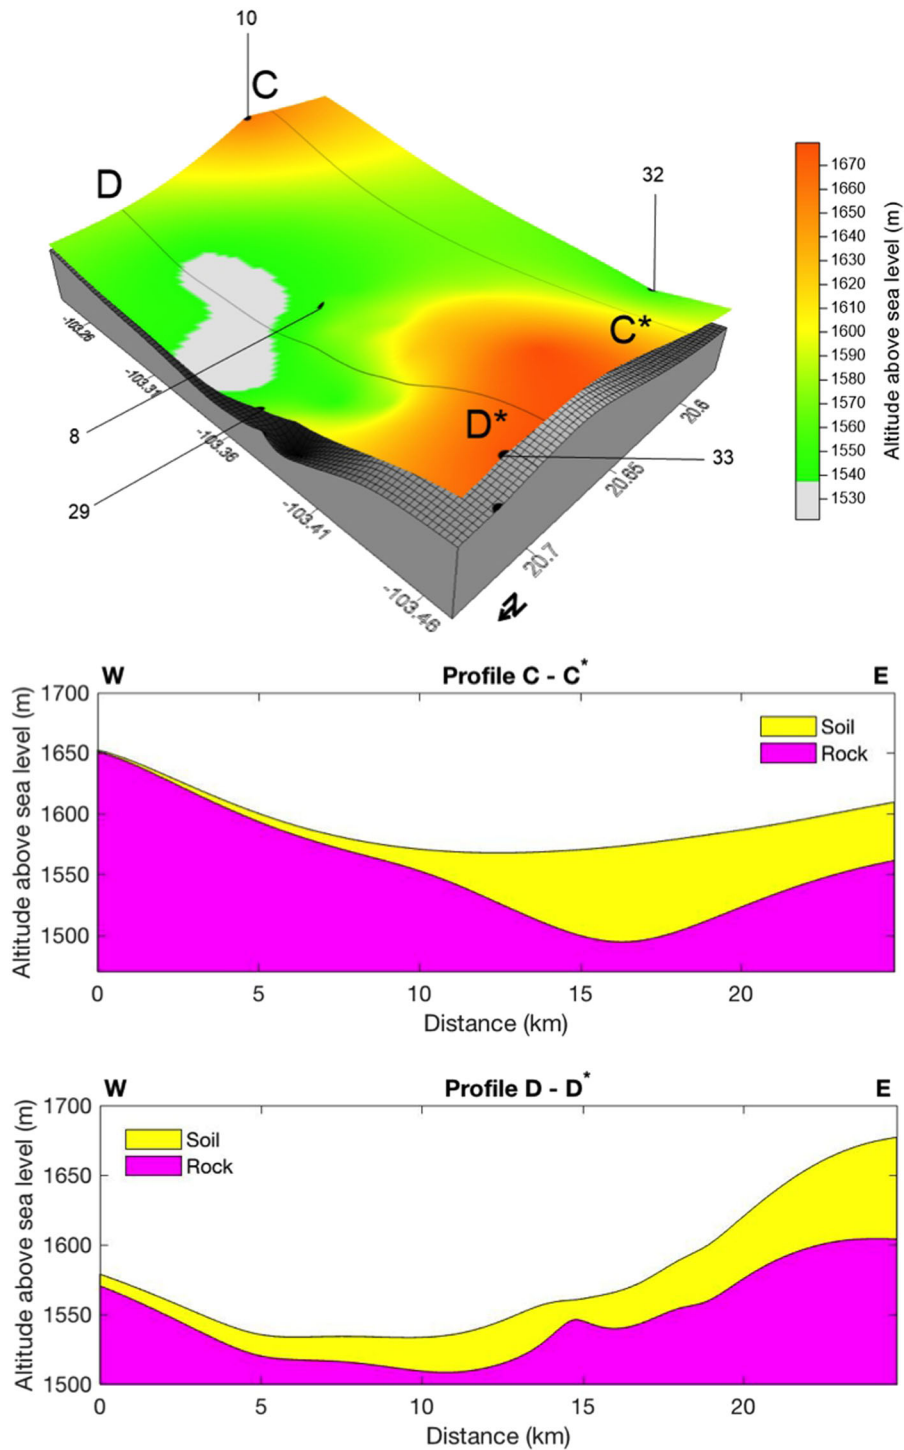 10
C
D
32
1670
1660
1650
1640
1630
1620
1610
1600
1590
1580
1570
1560
1550
1540
1530
Altitude above sea level (m)
C*
D*
8
29
33
-103.26
-103.31
-103.36
-103.41
-103.46
20.6
20.65
20.7
N
W Profile C - C* E
1700
1650
1600
1550
1500
Altitude above sea level (m)
Soil
Rock
0 5 10 15 20
Distance (km)
W Profile D - D* E
1700
1650
1600
1550
1500
Altitude above sea level (m)
Soil
Rock
0 5 10 15 20
Distance (km)